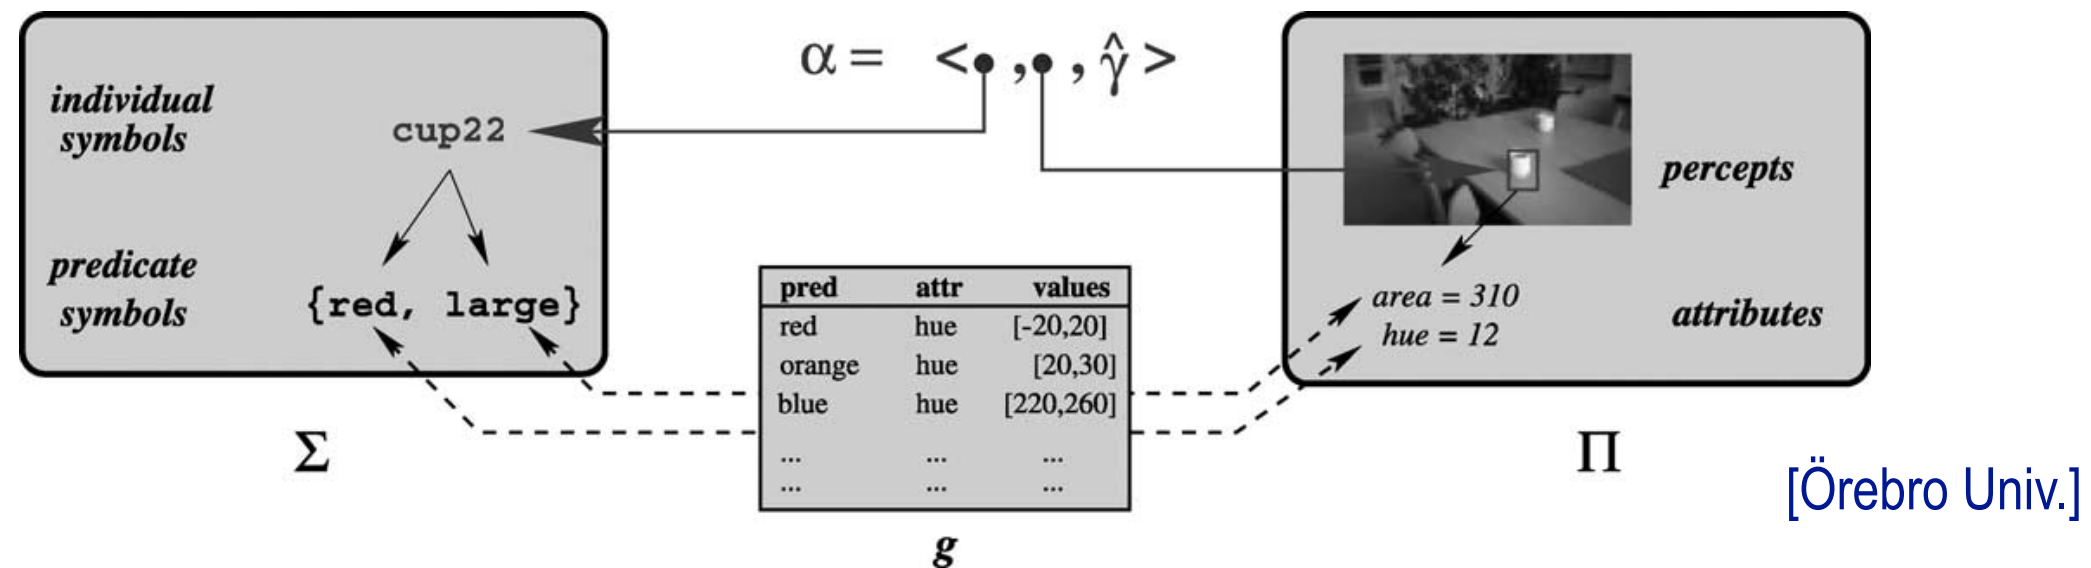 α = <● ,● , γ̂ >
individual
symbols
cup22
predicate
symbols
{red, large}
Σ
pred attr values
red hue [-20,20]
orange hue [20,30]
blue hue [220,260]
... ... ...
... ... ...
g
percepts
area = 310
hue = 12
attributes
Π
[Örebro Univ.]